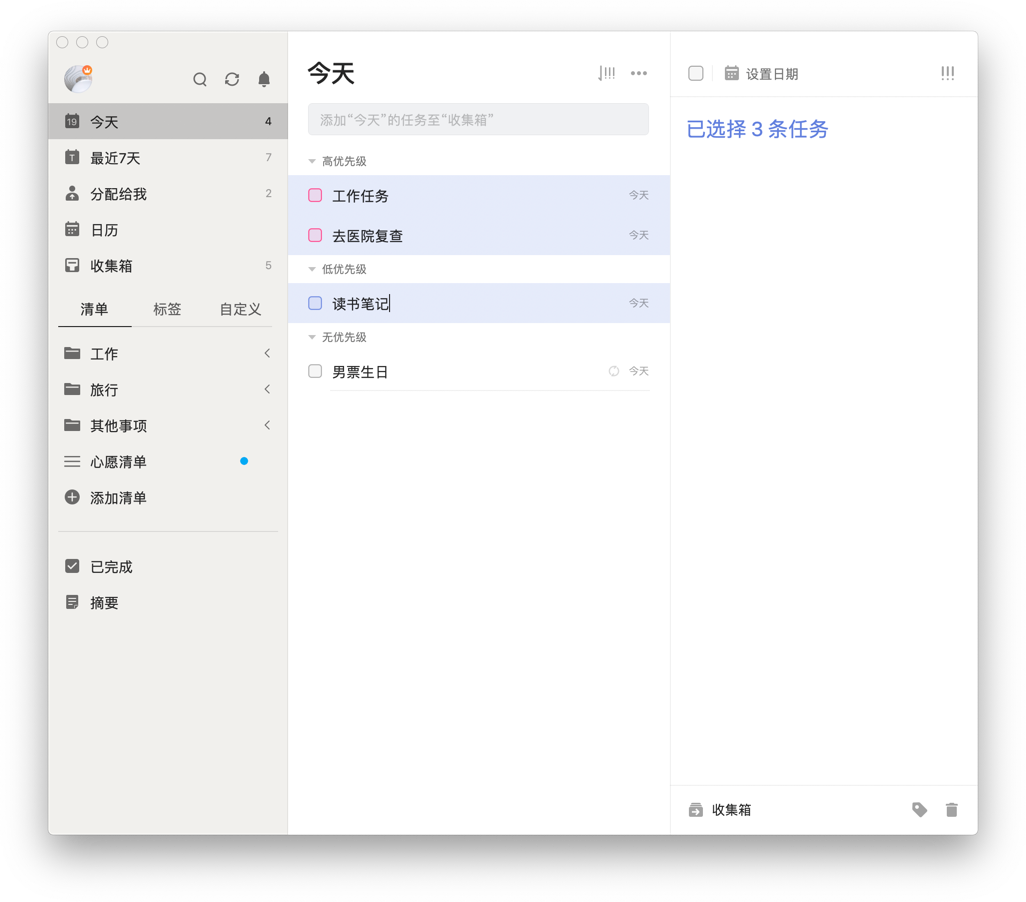 今天
19 今天 4
T 最近7天 7
分配给我 2
日历
收集箱 5
清单 标签 自定义
工作
旅行
其他事项
心愿清单
添加清单
已完成
摘要
添加“今天”的任务至“收集箱”
高优先级
工作任务 今天
去医院复查 今天
低优先级
读书笔记 今天
无优先级
男票生日 今天
设置日期
已选择 3 条任务
收集箱